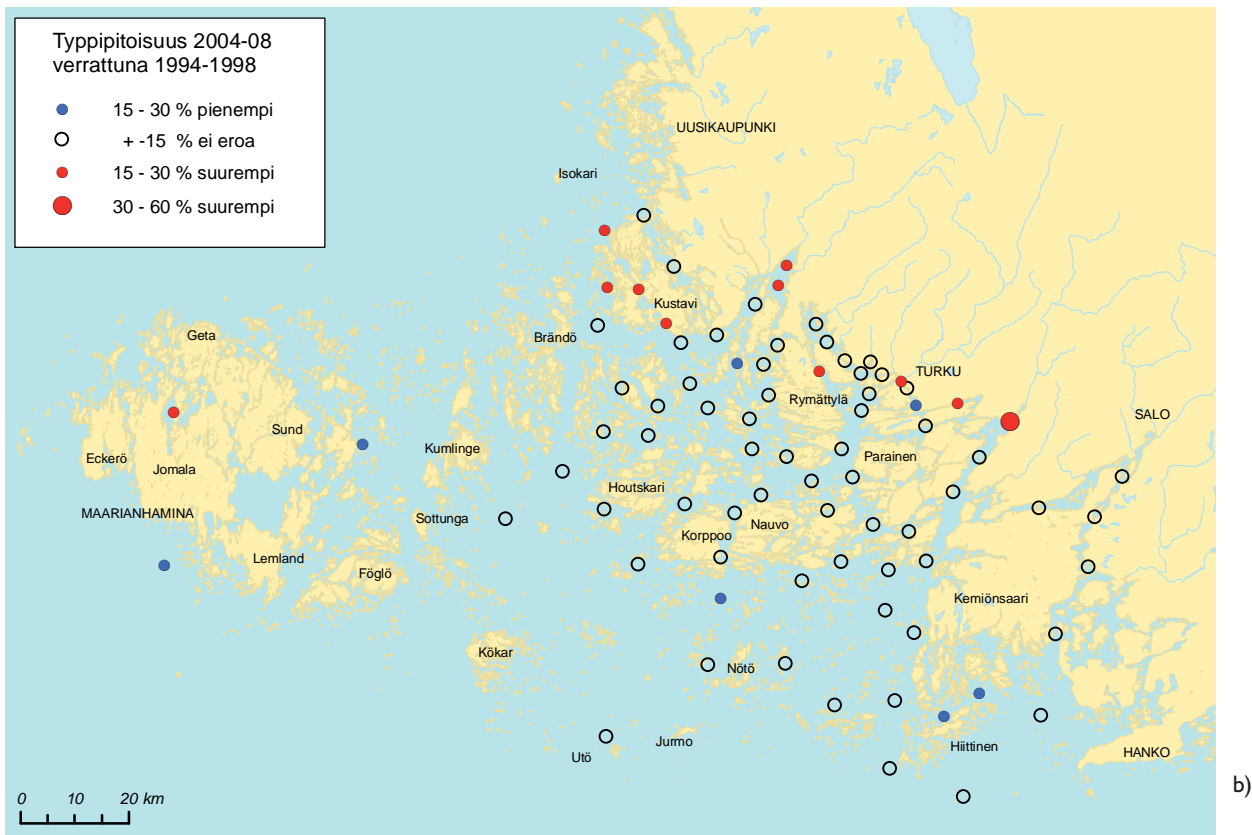 Typpipitoisuus 2004-08
verrattuna 1994-1998
15 - 30 % pienempi
+ -15 % ei eroa
15 - 30 % suurempi
30 - 60 % suurempi
UUSIKAUPUNKI
Isokari
Kustavi
Brändö
Geta
TURKU
Rymättylä
SALO
Sund
Kumlinge
Eckerö
Jomala
Parainen
Houtskari
MAARIANHAMINA
Sottunga
Nauvo
Korppoo
Lemland
Föglö
Kemiönsaari
Kökar
Nötö
Jurmo
Utö
Hiittinen
HANKO
b)
0 10 20 km